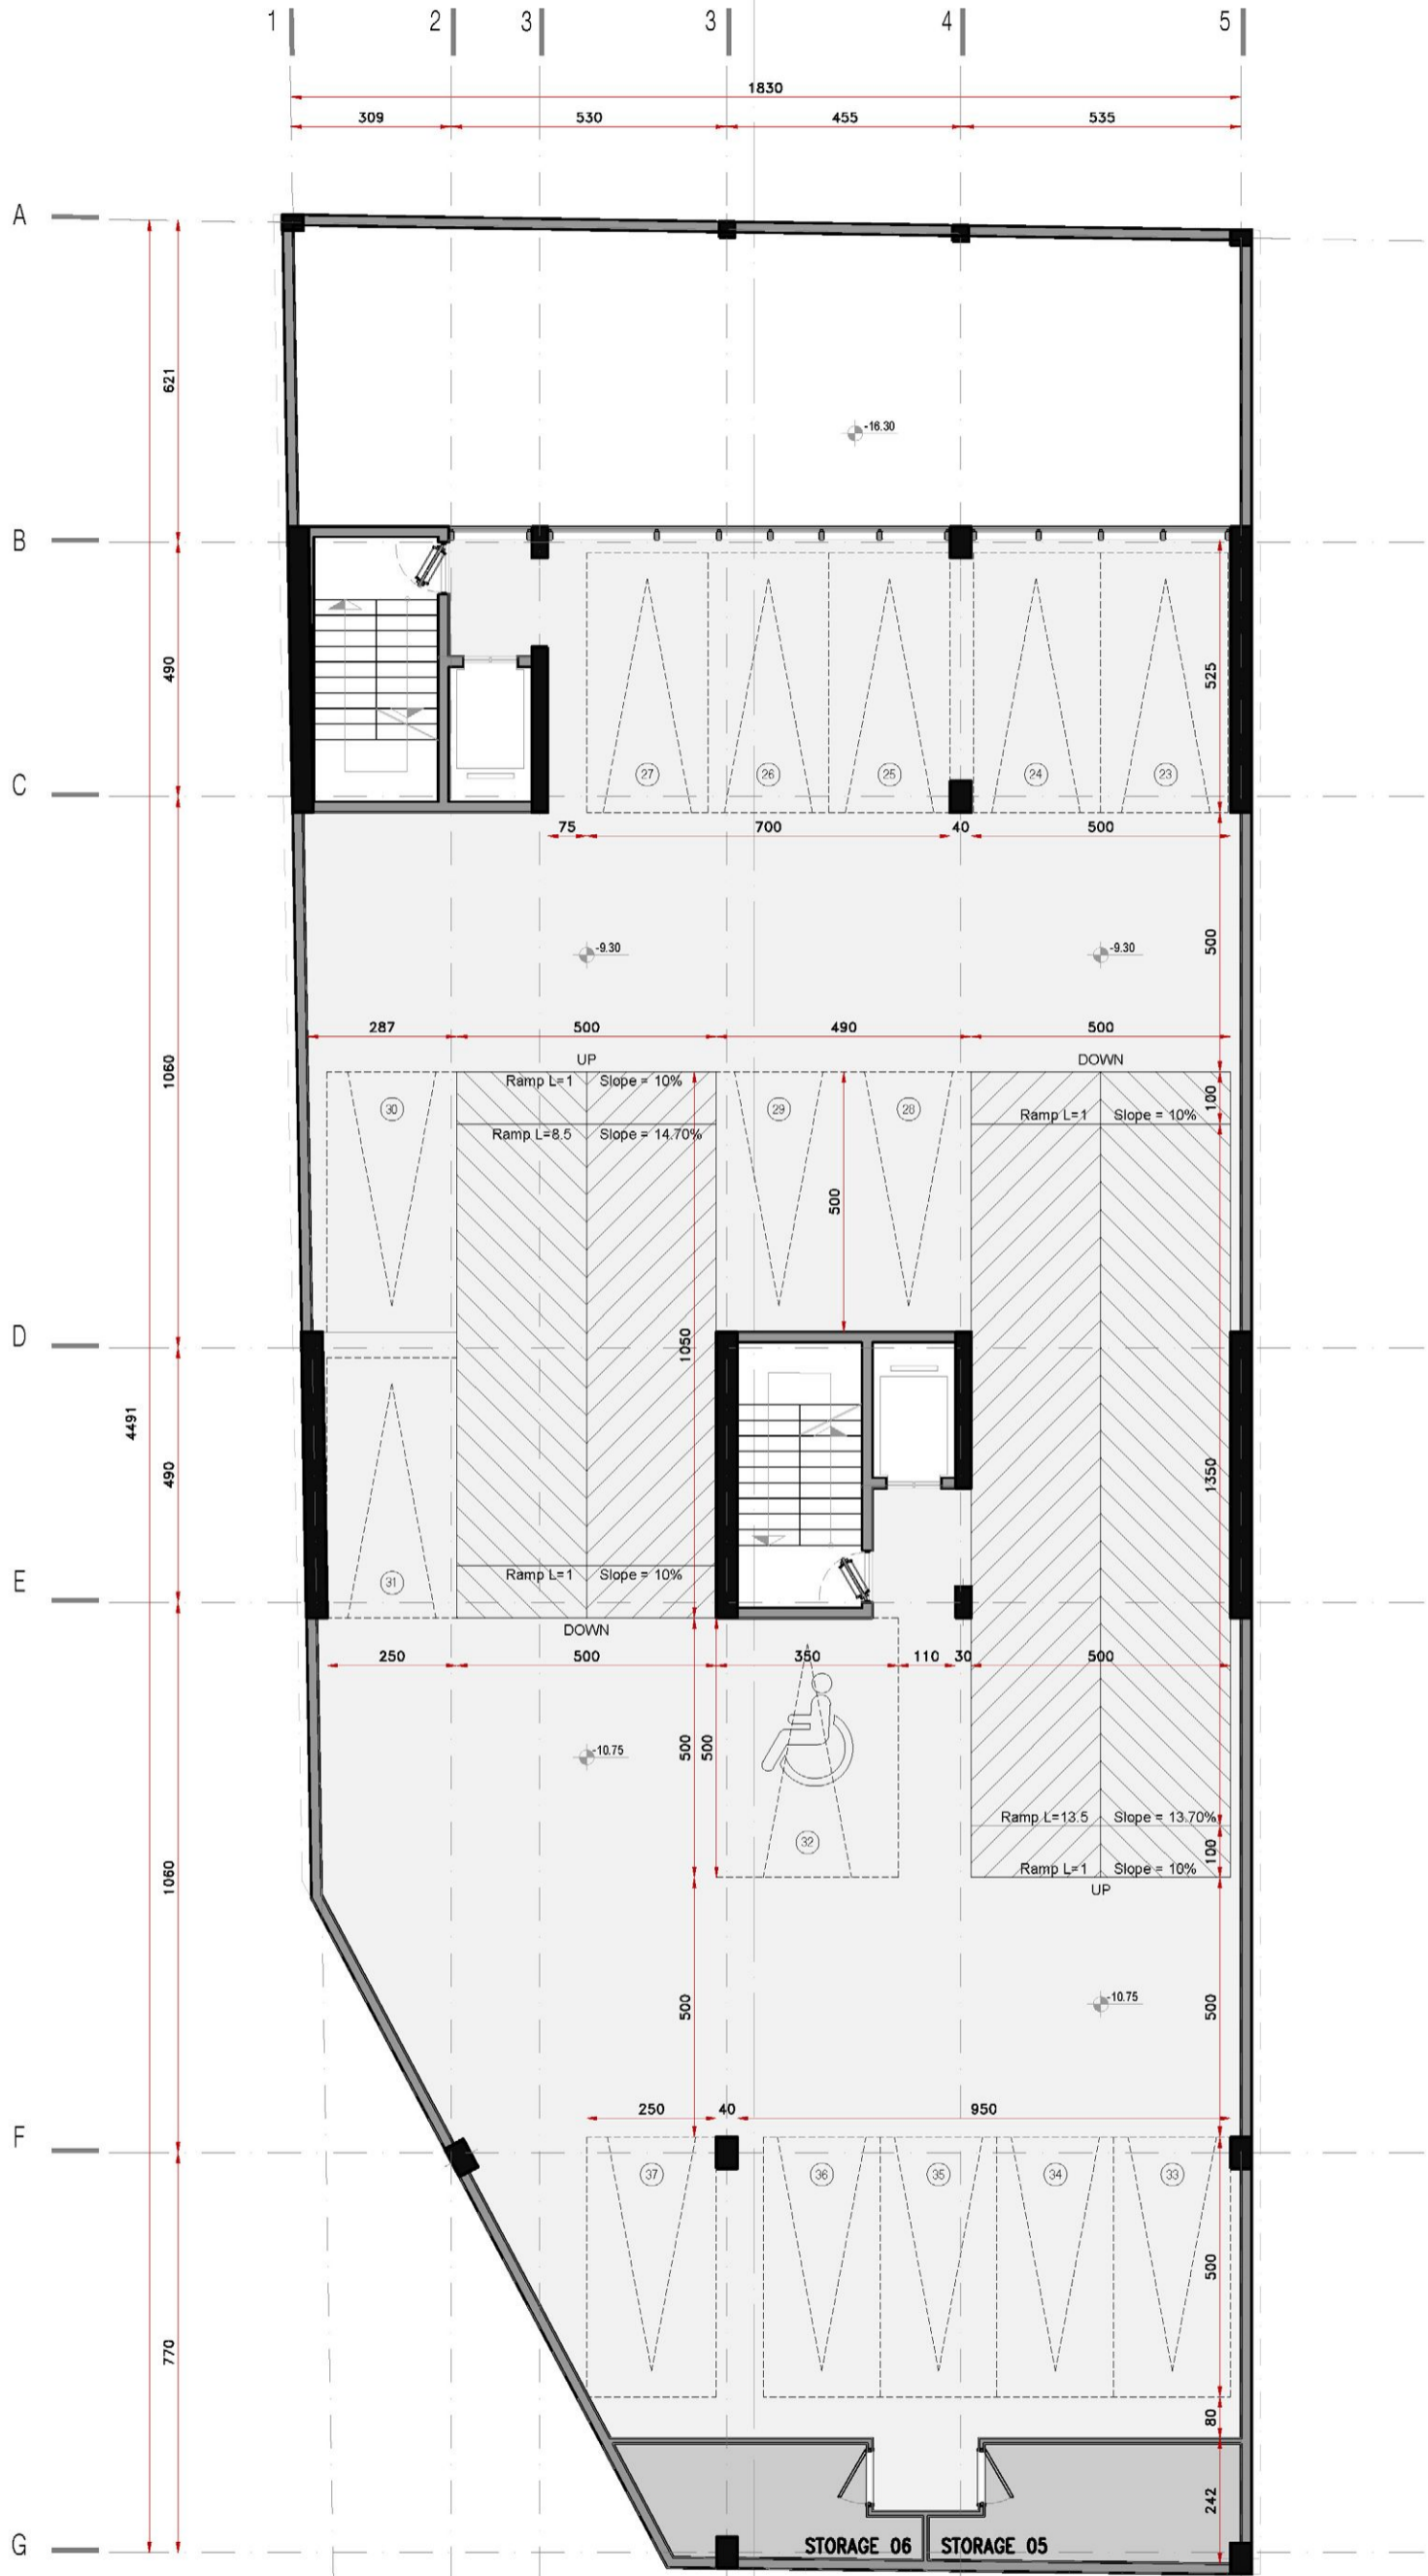 1 2 3 3 4 5
1830
309 530 455 535
A
621
-16.30
B
490
525
27 26 25 24 23
C
75 700 40 500
-9.30 -9.30
500
287 500 490 500
1060
UP DOWN
Ramp L=1 Slope = 10%
100
30 29 28
Ramp L=1 Slope = 10%
Ramp L=8.5 Slope = 14.70%
500
D
1050
4491
490
1350
E
Ramp L=1 Slope = 10%
31
DOWN
250 500 350 110 30 500
500 500
-10.75
Ramp L=13.5 Slope = 13.70%
32
100
1060
Ramp L=1 Slope = 10%
UP
-10.75
500 500
250 40 950
F
37 36 35 34 33
500
770
80
242
G
STORAGE 06 STORAGE 05